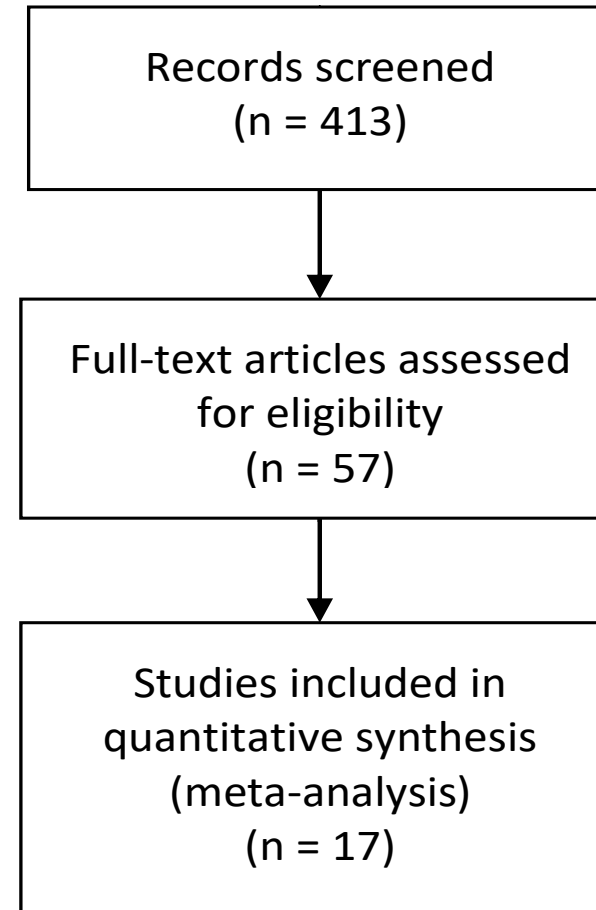 Records screened
(n = 413)
Full-text articles assessed
for eligibility
(n = 57)
Studies included in
quantitative synthesis
(meta-analysis)
(n = 17)